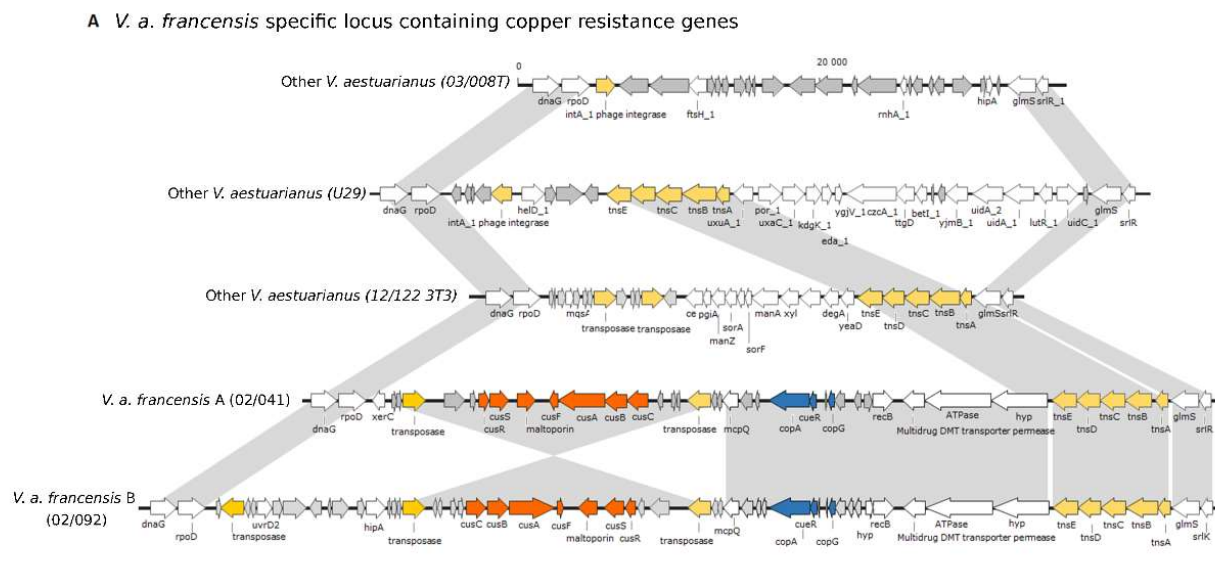 A V. a. francensis specific locus containing copper resistance genes
0 20 000
Other V. aestuarianus (03/008T)
dnaG rpoD hipA glmS srlR_1
intA_1 phage integrase ftsH_1 rnhA_1
Other V. aestuarianus (U29)
dnaG rpoD helD_1 tnsE tnsC tnsB tnsA por_1 ygjV_1 czcA_1 betI_1 uidA_2 glmS
intA_1 phage integrase uxuA_1 uxaC_1 kdgK_1 ttgD yjmB_1 uidA_1 lutR_1 uidC_1 srlR
eda_1
Other V. aestuarianus (12/122 3T3)
dnaG rpoD mqsA ce pgiA manA xyl degA tnsE tnsC tnsB glmS srlR
transposase transposase sorA yeaD tnsD tnsA
manZ sorF
V. a. francensis A (02/041)
rpoD xerC cusS cusF cusA cusB cusC cueR recB ATPase hyp tnsE tnsC tnsB glmS
dnaG transposase cusR maltoporin transposase mcpQ copA copG Multidrug DMT transporter permease tnsD tnsA srlR
V. a. francensis B
(02/092)
dnaG uvrD2 hipA cusC cusB cusA cusF cusS mcpQ cueR recB ATPase hyp tnsE tnsC tnsB glmS
rpoD transposase transposase maltoporin cusR transposase copA copG hyp Multidrug DMT transporter permease tnsD tnsA srlK